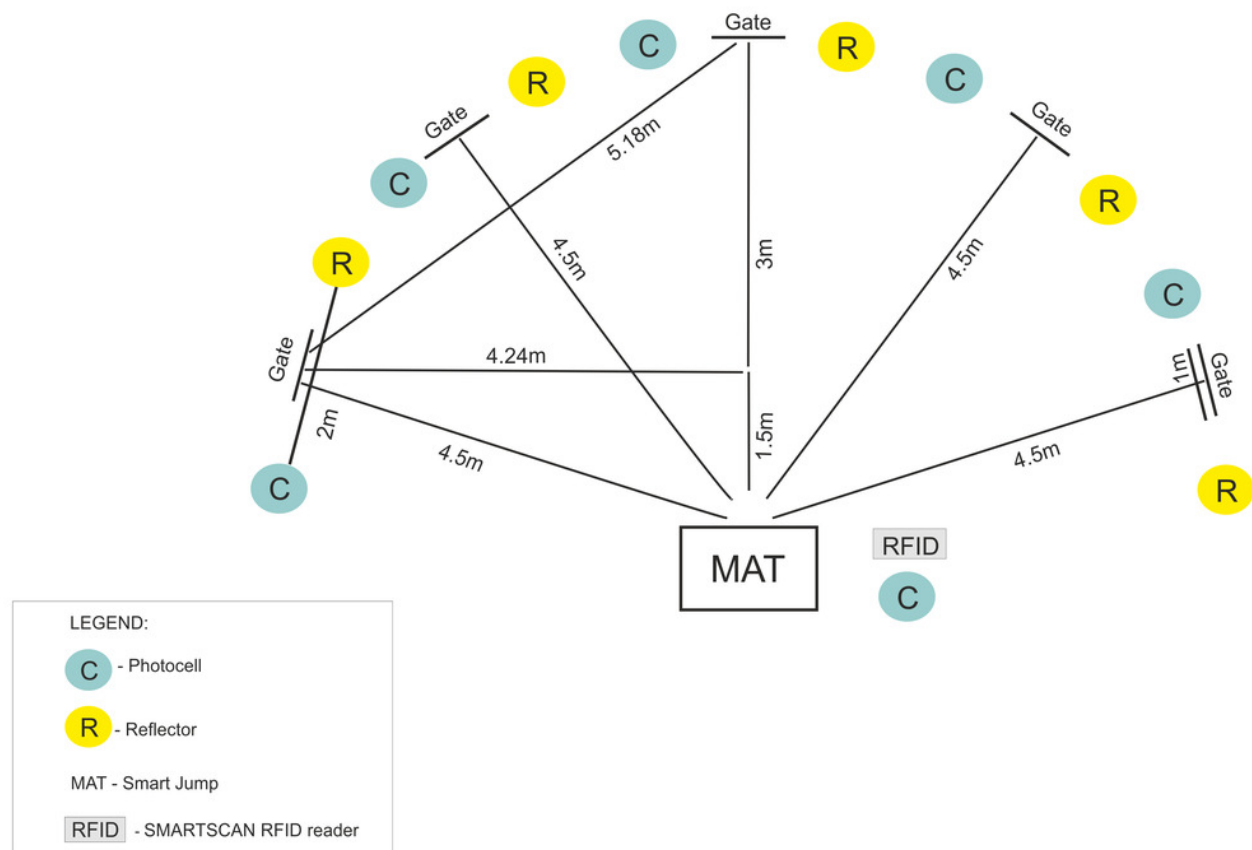 Gate
C
R
R
C
Gate
Gate
C
5.18m
R
4.5m
3m
4.5m
R
C
Gate
4.24m
1m
Gate
2m
4.5m
1.5m
4.5m
C
R
MAT
RFID
C
LEGEND:
C - Photocell
R - Reflector
MAT - Smart Jump
RFID - SMARTSCAN RFID reader